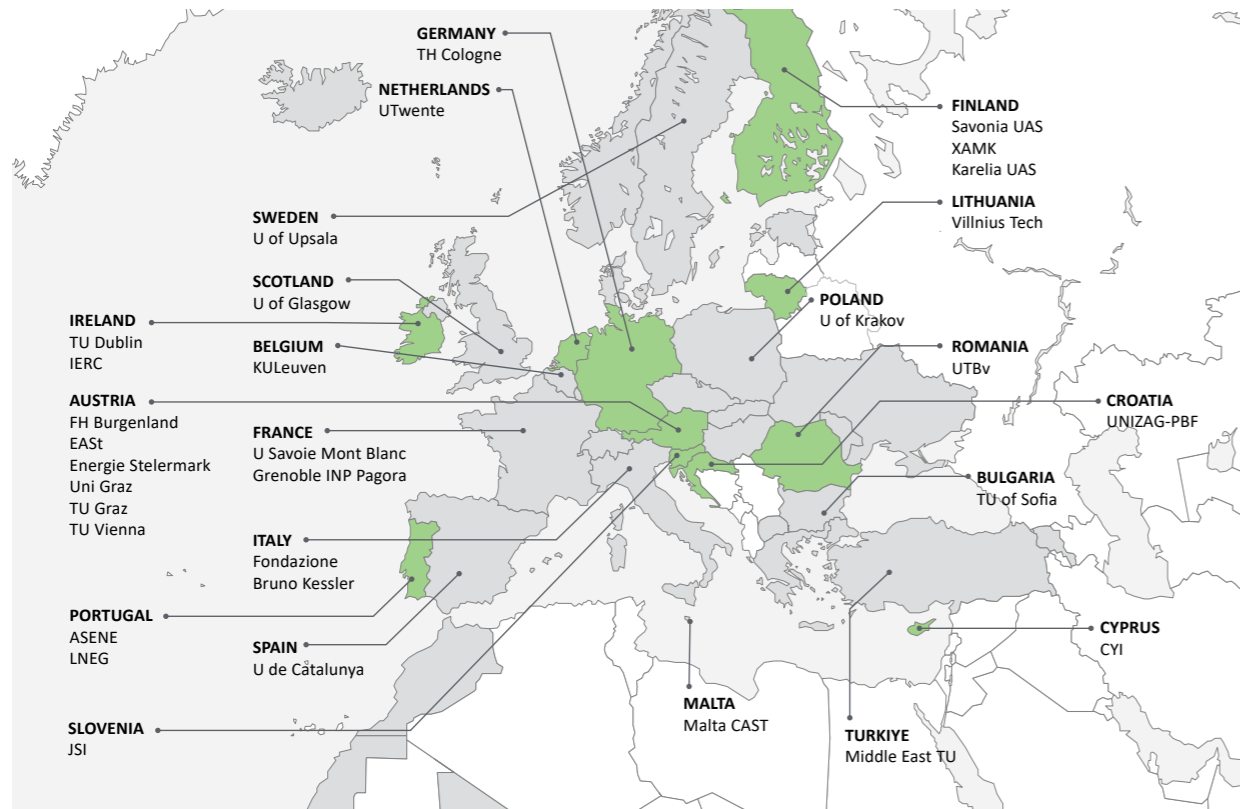 GERMANY
TH Cologne
NETHERLANDS
UTwente
FINLAND
Savonia UAS
XAMK
Karelia UAS
SWEDEN
U of Upsala
LITHUANIA
Villnius Tech
SCOTLAND
U of Glasgow
POLAND
U of Krakov
IRELAND
TU Dublin
IERC
BELGIUM
KULeuven
ROMANIA
UTBv
AUSTRIA
FH Burgenland
EASt
Energie Stelermark
Uni Graz
TU Graz
TU Vienna
FRANCE
U Savoie Mont Blanc
Grenoble INP Pagora
CROATIA
UNIZAG-PBF
BULGARIA
TU of Sofia
ITALY
Fondazione
Bruno Kessler
PORTUGAL
ASENE
LNEG
SPAIN
U de Catalunya
CYPRUS
CYI
SLOVENIA
JSI
MALTA
Malta CAST
TURKIYE
Middle East TU